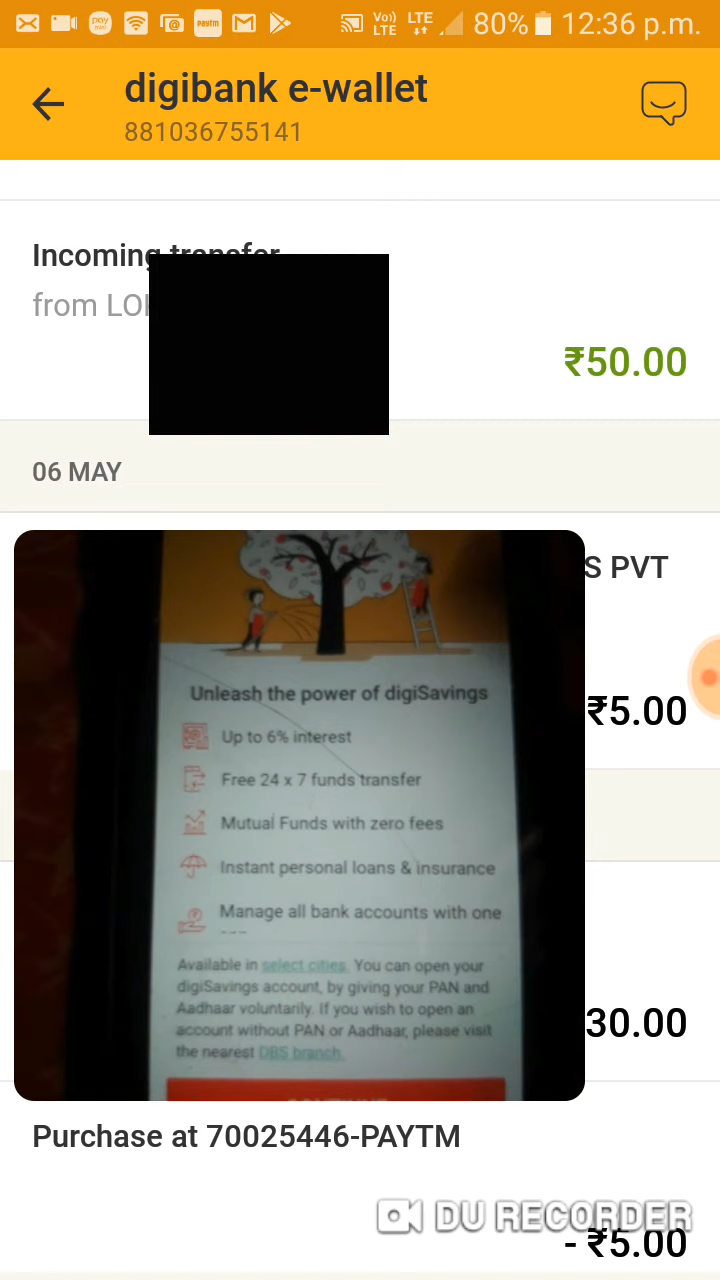 80% 12:36 p.m.
Vo)) LTE LTE
digibank e-wallet
881036755141
Incoming transfer
from
₹50.00
06 MAY
S PVT
₹5.00
Unleash the power of digiSavings
Up to 6% interest
Free 24 x 7 funds transfer
Mutual Funds with zero fees
Instant personal loans & insurance
Manage all bank accounts with one
Available in select cities. You can open your
digiSavings account, by giving your PAN and
Aadhaar voluntarily. If you wish to open an
account without PAN or Aadhaar, please visit
the nearest DBS branch.
30.00
Purchase at 70025446-PAYTM
DU RECORDER
- ₹5.00